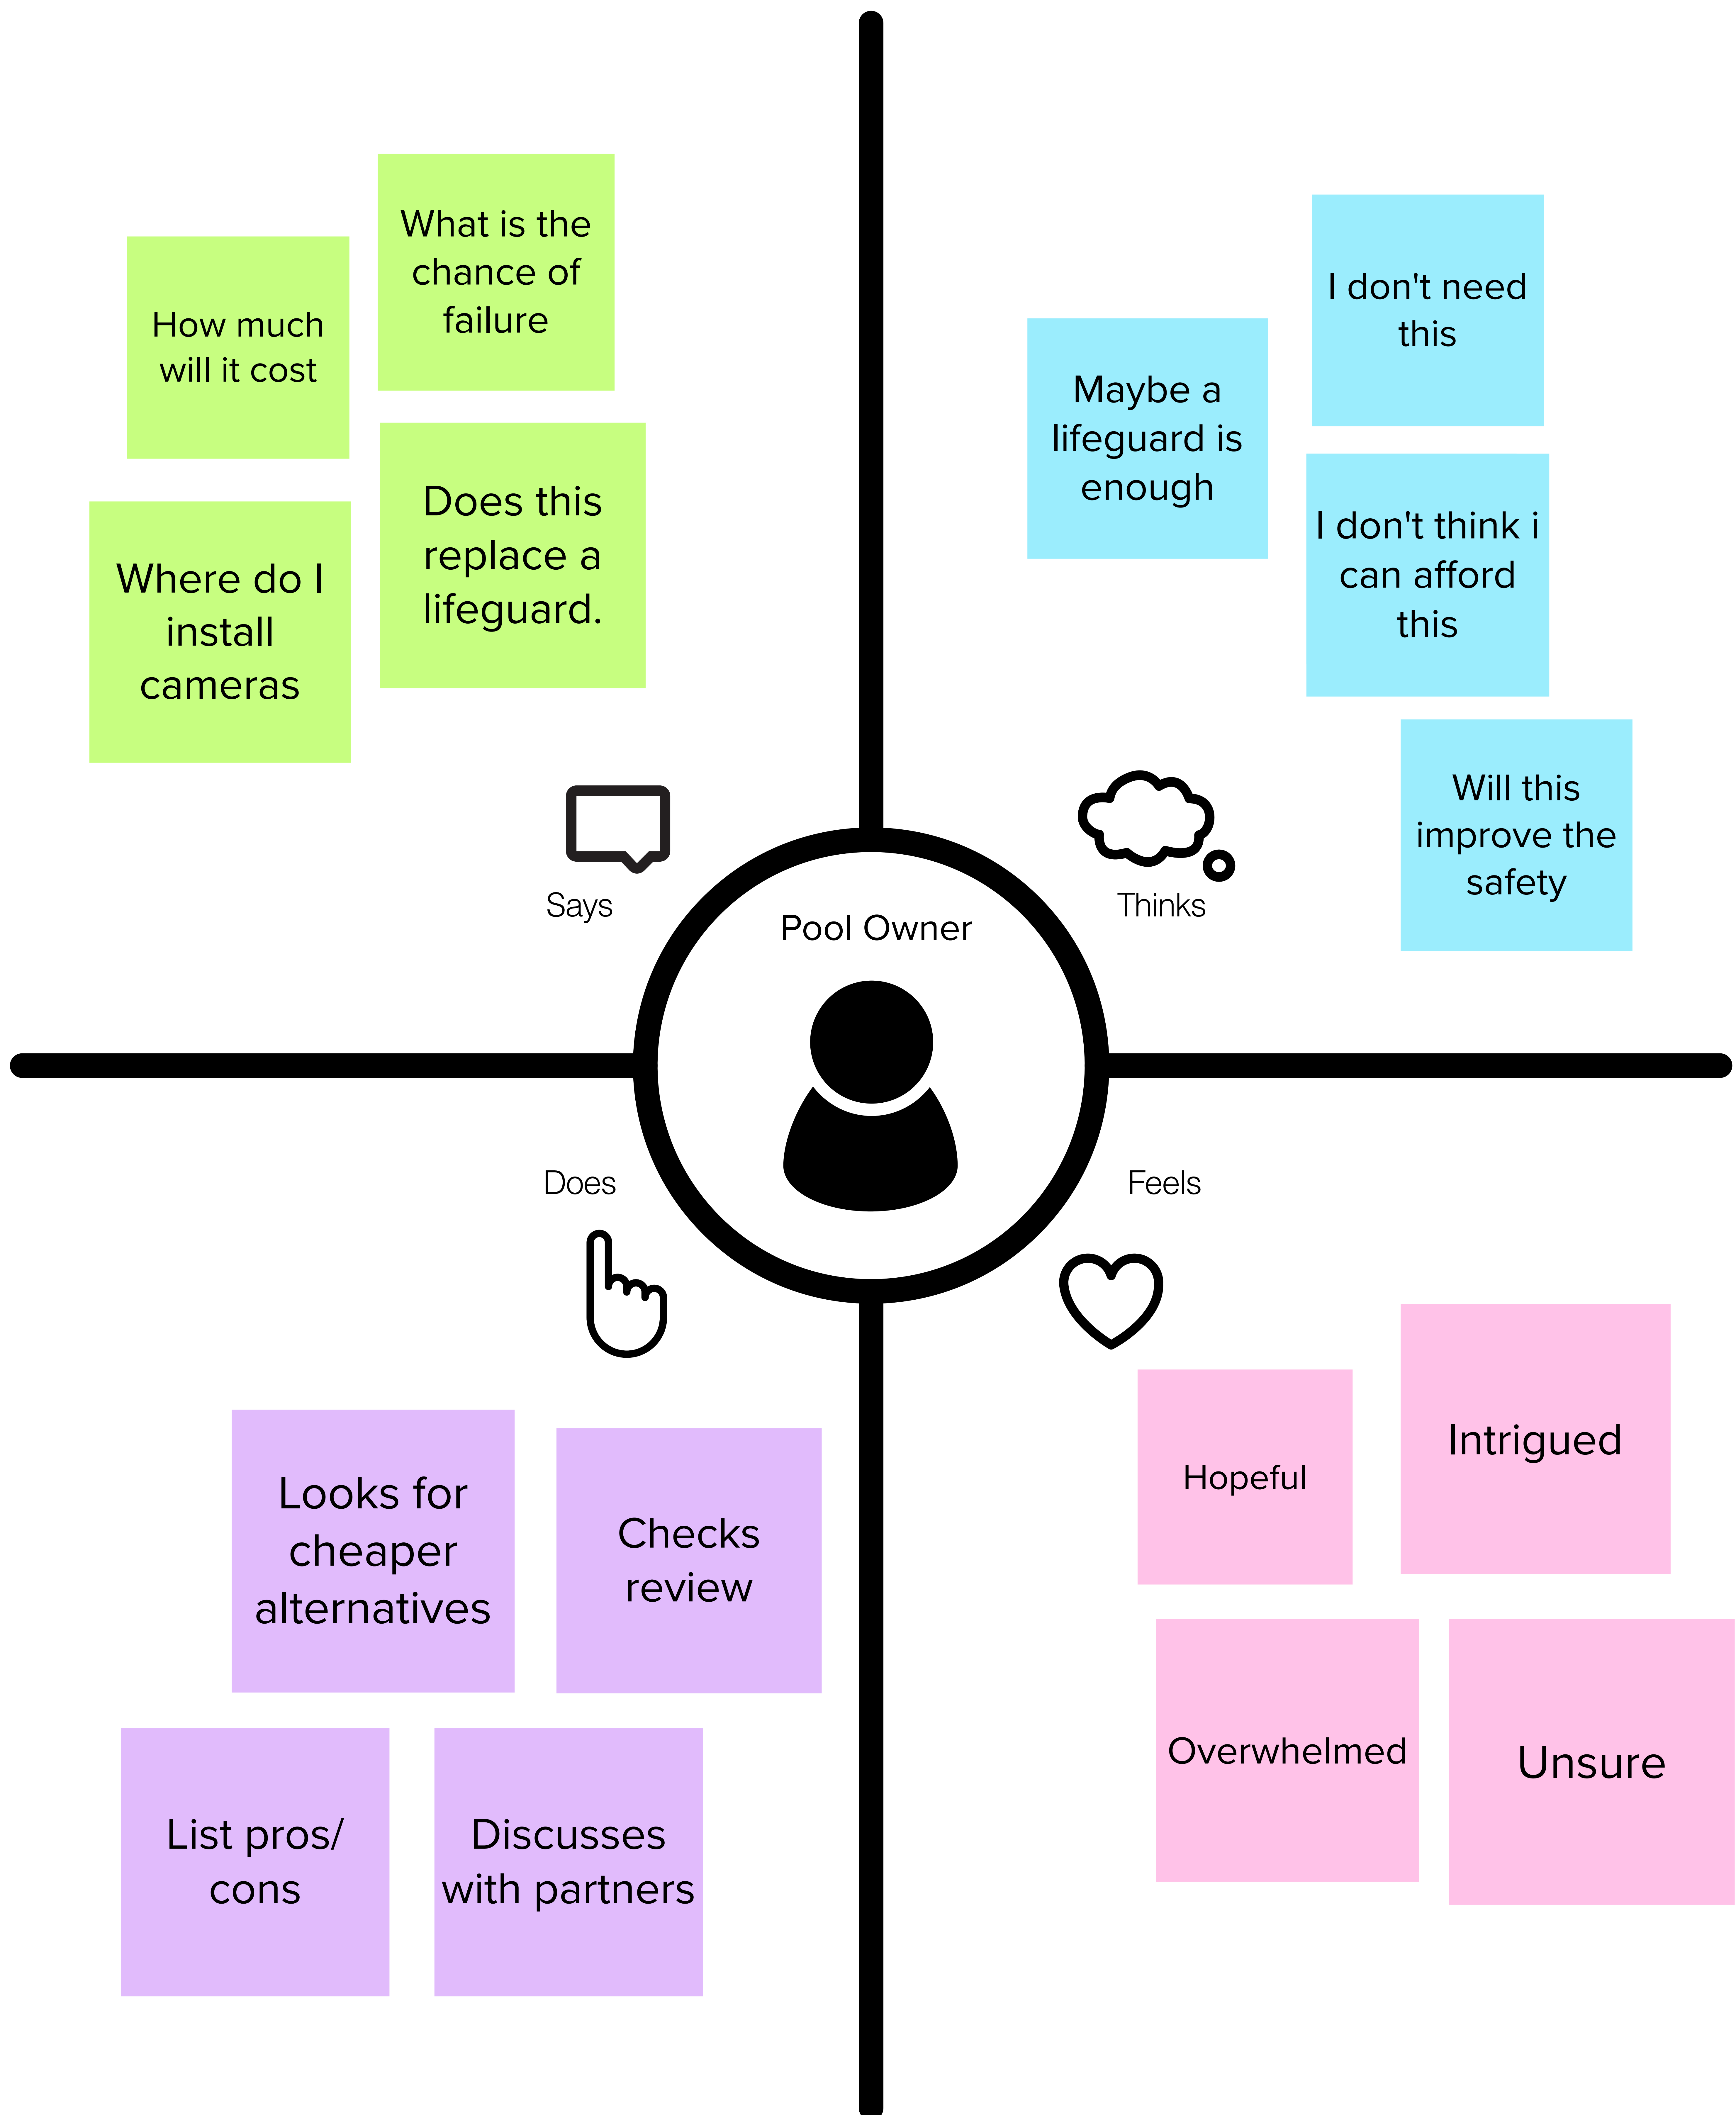 What is the
chance of
failure
How much
will it cost
Does this
replace a
lifeguard.
Where do I
install
cameras
Says
I don't need
this
Maybe a
lifeguard is
enough
I don't think i
can afford
this
Will this
improve the
safety
Thinks
Pool Owner
Does
Looks for
cheaper
alternatives
Checks
review
List pros/
cons
Discusses
with partners
Feels
Hopeful
Intrigued
Overwhelmed
Unsure